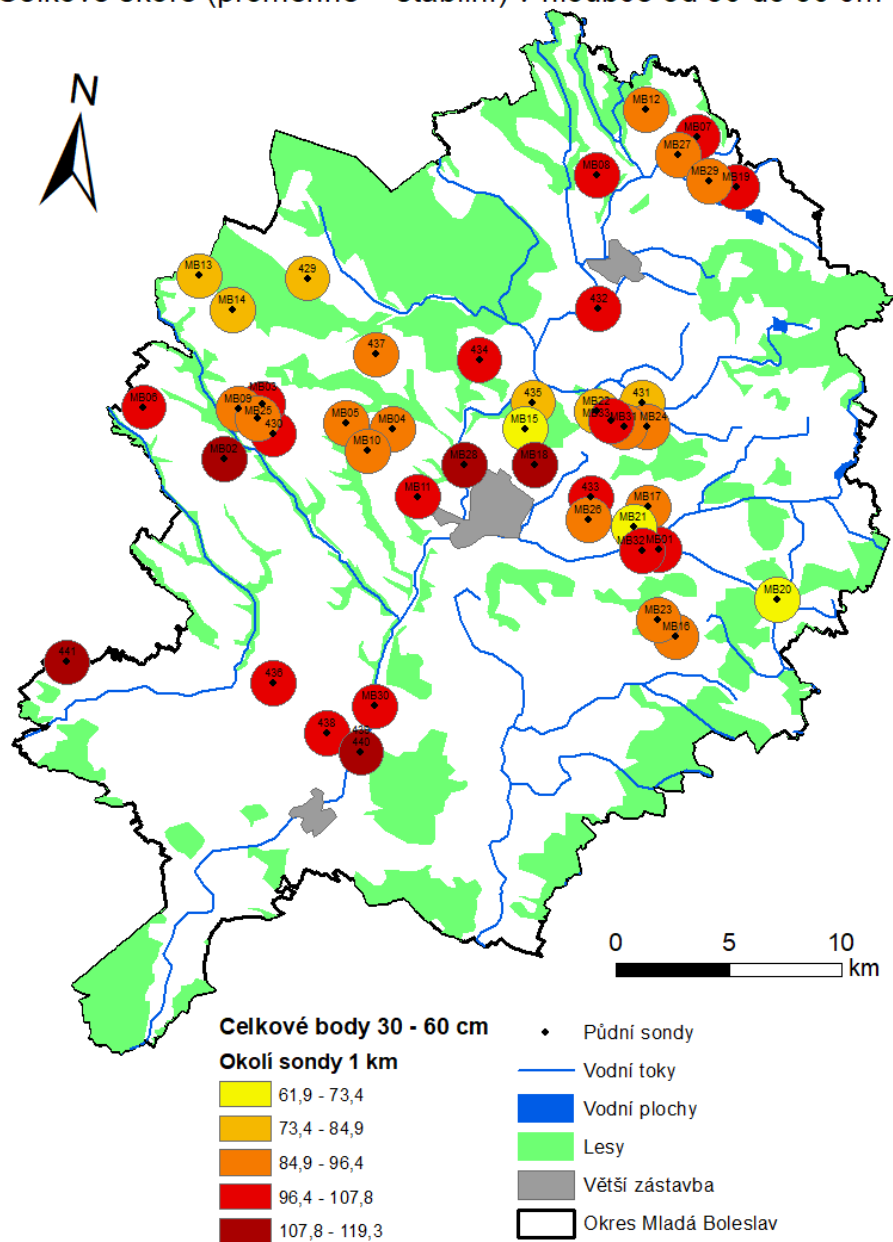 N
MB12
MB07
MB27
MB08
MB29
MB19
MB13
429
MB14
432
437
434
MB03
MB06
MB09
MB25
430
MB05
MB04
MB10
435
MB22
431
MB15
MB31
MB24
MB02
MB28
MB18
MB11
433
MB17
MB26
MB21
MB32
MB01
MB20
MB23
MB16
441
436
MB30
438
440
0 5 10
km
Celkové body 30 - 60 cm
Okolí sondy 1 km
61,9 - 73,4
73,4 - 84,9
84,9 - 96,4
96,4 - 107,8
107,8 - 119,3
Půdní sondy
Vodní toky
Vodní plochy
Lesy
Větší zástavba
Okres Mladá Boleslav